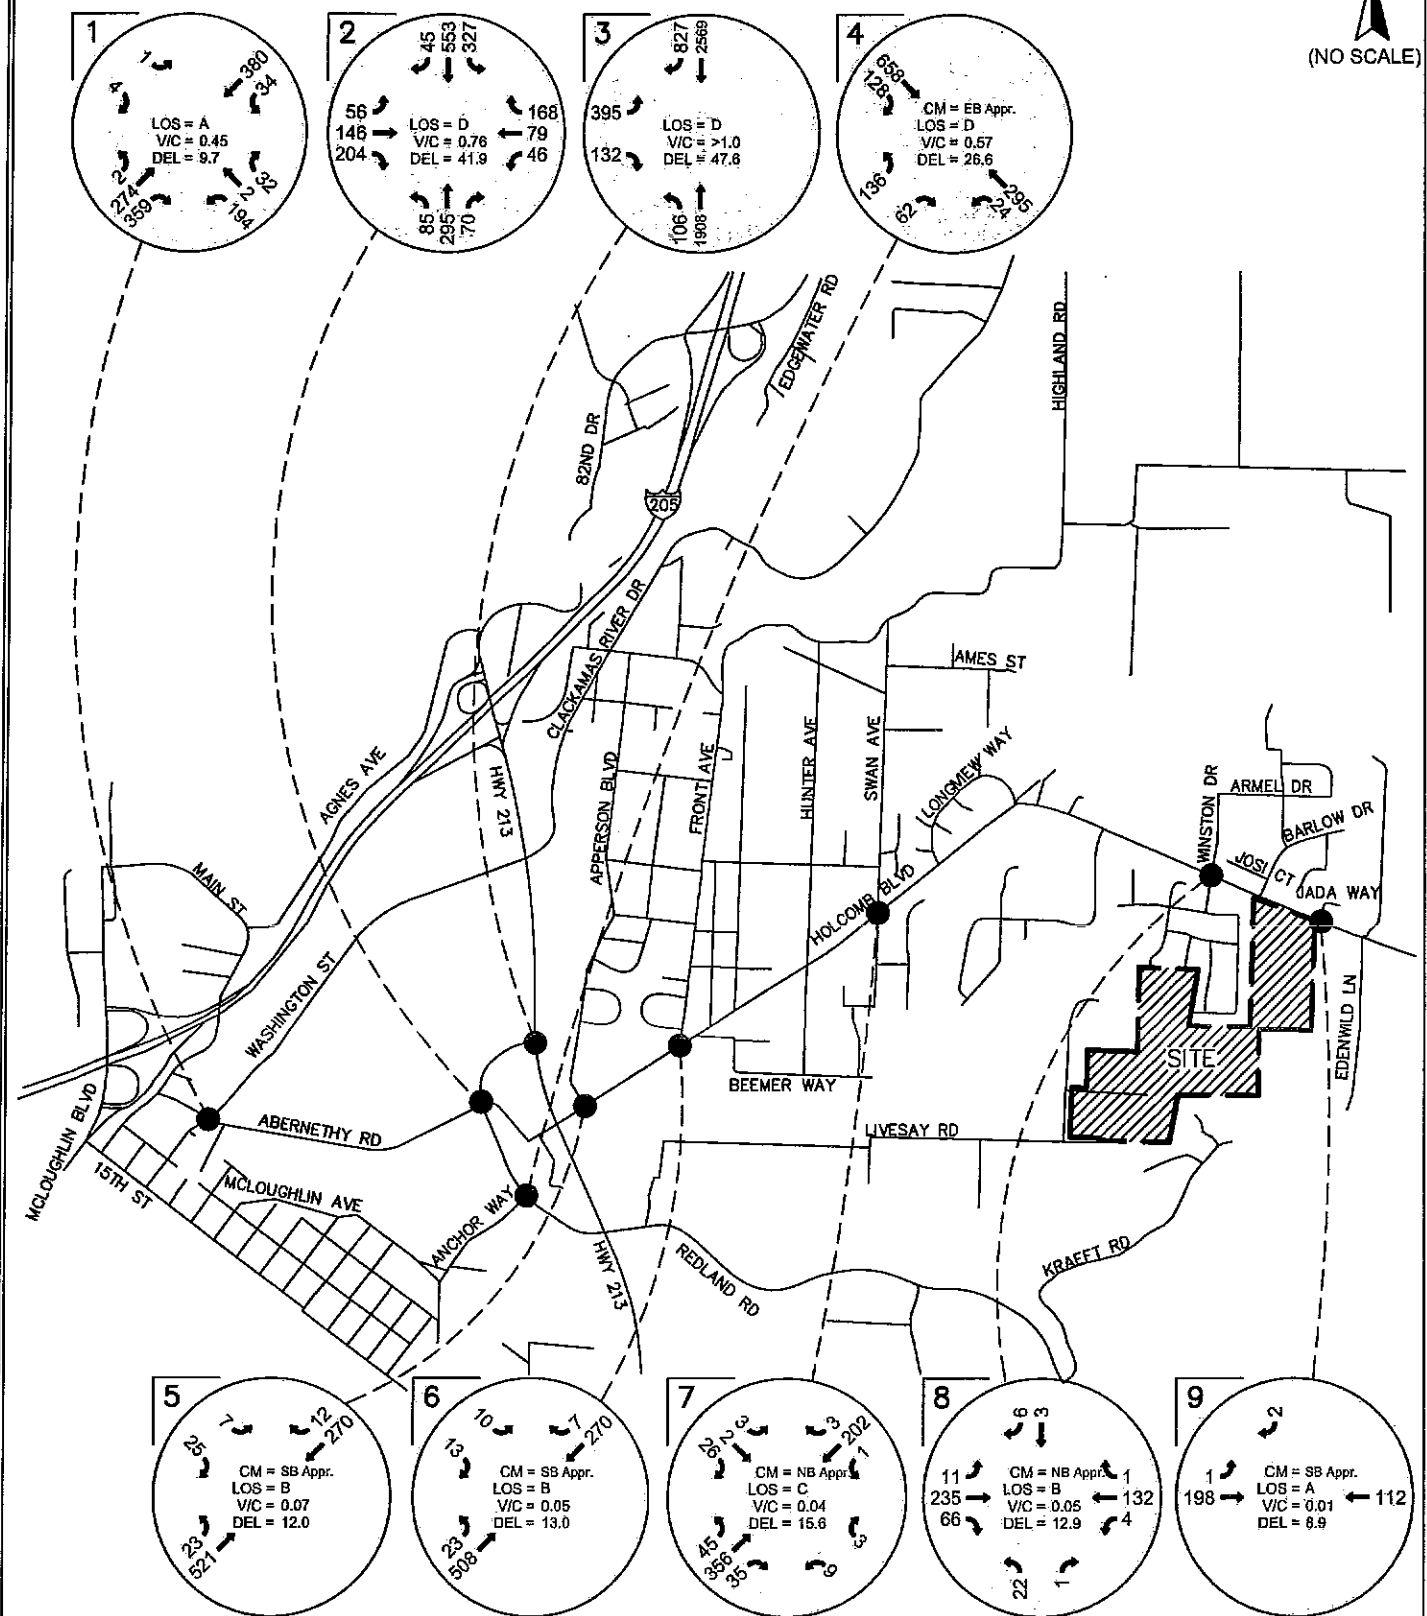 (NO SCALE)
1
7
4
380
34
LOS = A
V/C = 0.45
DEL = 9.7
2
274
359
32
2
194
2
45
553
327
56
146
204
168
79
46
LOS = D
V/C = 0.76
DEL = 41.9
85
295
70
3
827
2569
395
132
LOS = D
V/C = >1.0
DEL = 47.6
106
1908
4
658
128
CM = EB Appr.
LOS = D
V/C = 0.57
DEL = 26.6
136
62
295
24
EDGEWATER RD
HIGHLAND RD
82ND DR
205
CLACKAMAS RIVER DR
AMES ST
AGNES AVE
HWY 213
APPERSON BLVD
FRONT AVE
HUNTER AVE
SWAN AVE
LONGVIEW WAY
WINSTON DR
ARMEL DR
BARLOW DR
JOSI CT
JADA WAY
MAIN ST
HOLCOMB BLVD
WASHINGTON ST
EDENWILD LN
SITE
BEEMER WAY
MCLOUGHLIN BLVD
ABERNETHY RD
LIVESAY RD
15TH ST
MCLOUGHLIN AVE
ANCHOR WAY
HWY 213
REDLAND RD
KRAFFT RD
5
7
25
12
270
CM = SB Appr.
LOS = B
V/C = 0.07
DEL = 12.0
23
521
6
10
13
7
270
CM = SB Appr.
LOS = B
V/C = 0.05
DEL = 13.0
23
508
7
3
2
26
3
202
1
CM = NB Appr.
LOS = C
V/C = 0.04
DEL = 15.6
45
356
35
3
9
8
6
3
11
235
66
1
132
4
CM = NB Appr.
LOS = B
V/C = 0.05
DEL = 12.9
22
1
9
2
1
198
112
CM = SB Appr.
LOS = A
V/C = 0.01
DEL = 8.9